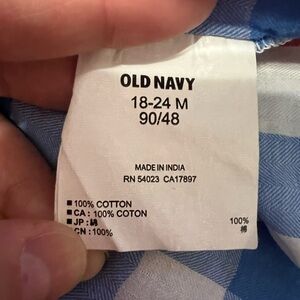 OLD NAVY
18-24 M
90/48
MADE IN INDIA
RN 54023 CA17897
■ 100% COTTON
■ CA: 100% COTON
■ JP: 綿 100%
CN: 100% 棉